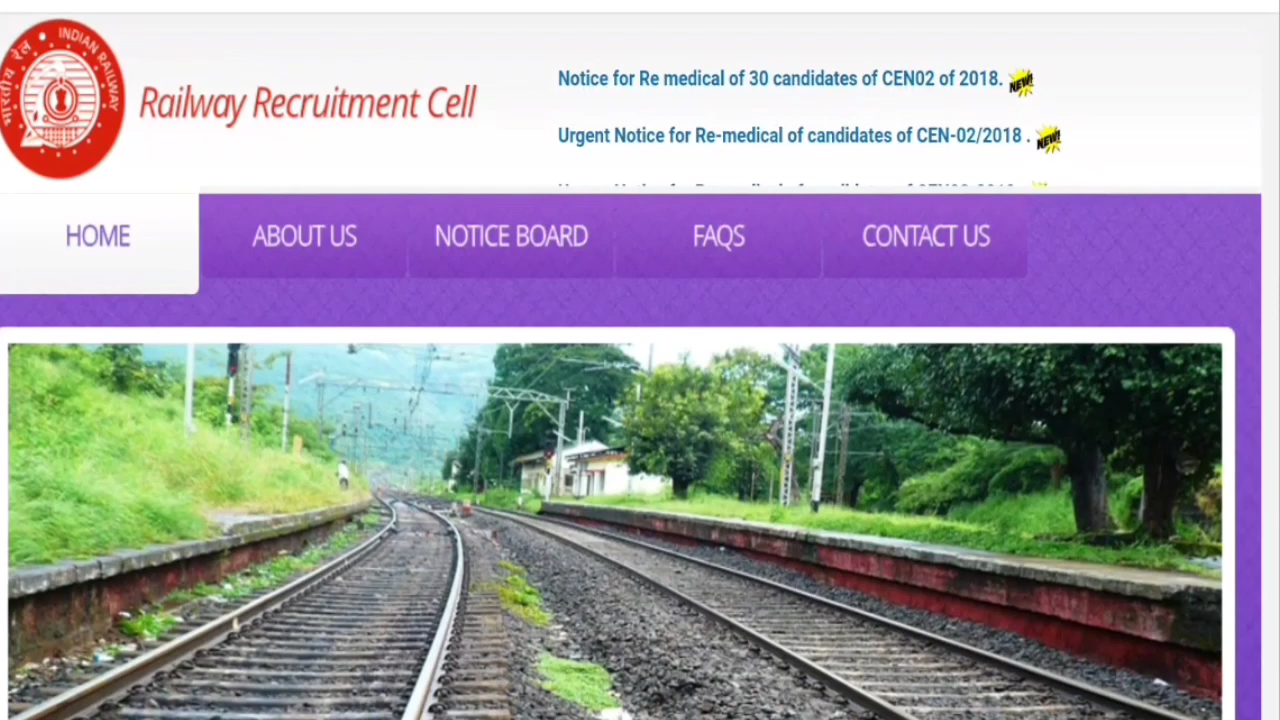 भारतीय रेल INDIAN RAILWAY
Railway Recruitment Cell
Notice for Re medical of 30 candidates of CEN02 of 2018. NEW!
Urgent Notice for Re-medical of candidates of CEN-02/2018 . NEW!
HOME ABOUT US NOTICE BOARD FAQS CONTACT US